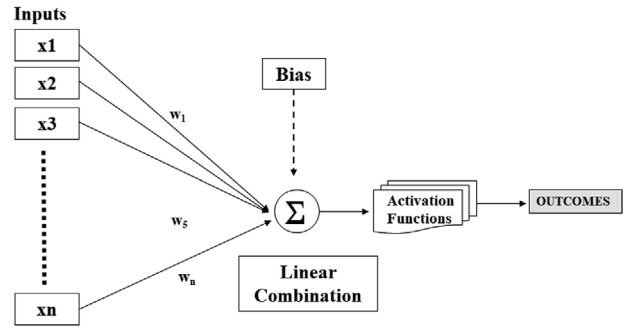 Inputs
x1
x2
x3
xn
w1
w5
wn
Bias
Σ
Linear
Combination
Activation
Functions
OUTCOMES